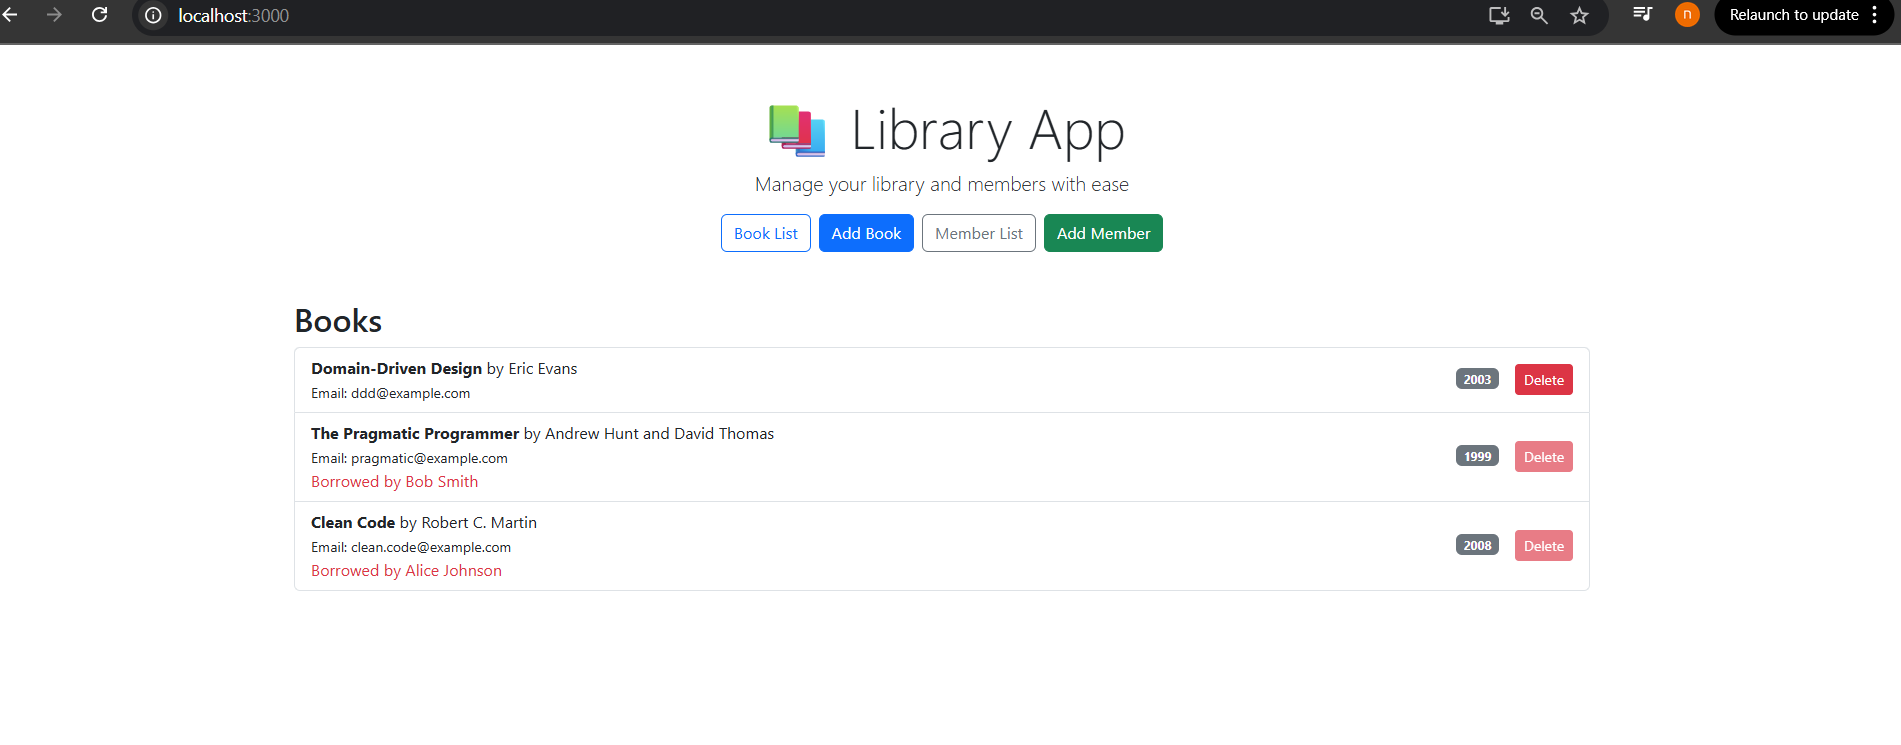 localhost:3000
n
Relaunch to update
Library App
Manage your library and members with ease
Book List Add Book Member List Add Member
Books
Domain-Driven Design by Eric Evans
Email: ddd@example.com
2003 Delete
The Pragmatic Programmer by Andrew Hunt and David Thomas
Email: pragmatic@example.com
Borrowed by Bob Smith
1999 Delete
Clean Code by Robert C. Martin
Email: clean.code@example.com
Borrowed by Alice Johnson
2008 Delete